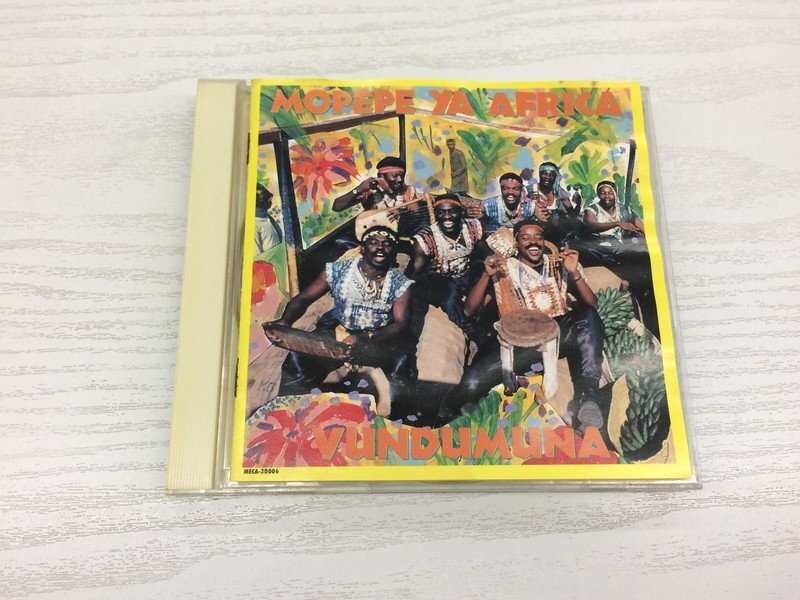 MOPEPE YA AFRICA
VUNDUMUNA
MECA-30006